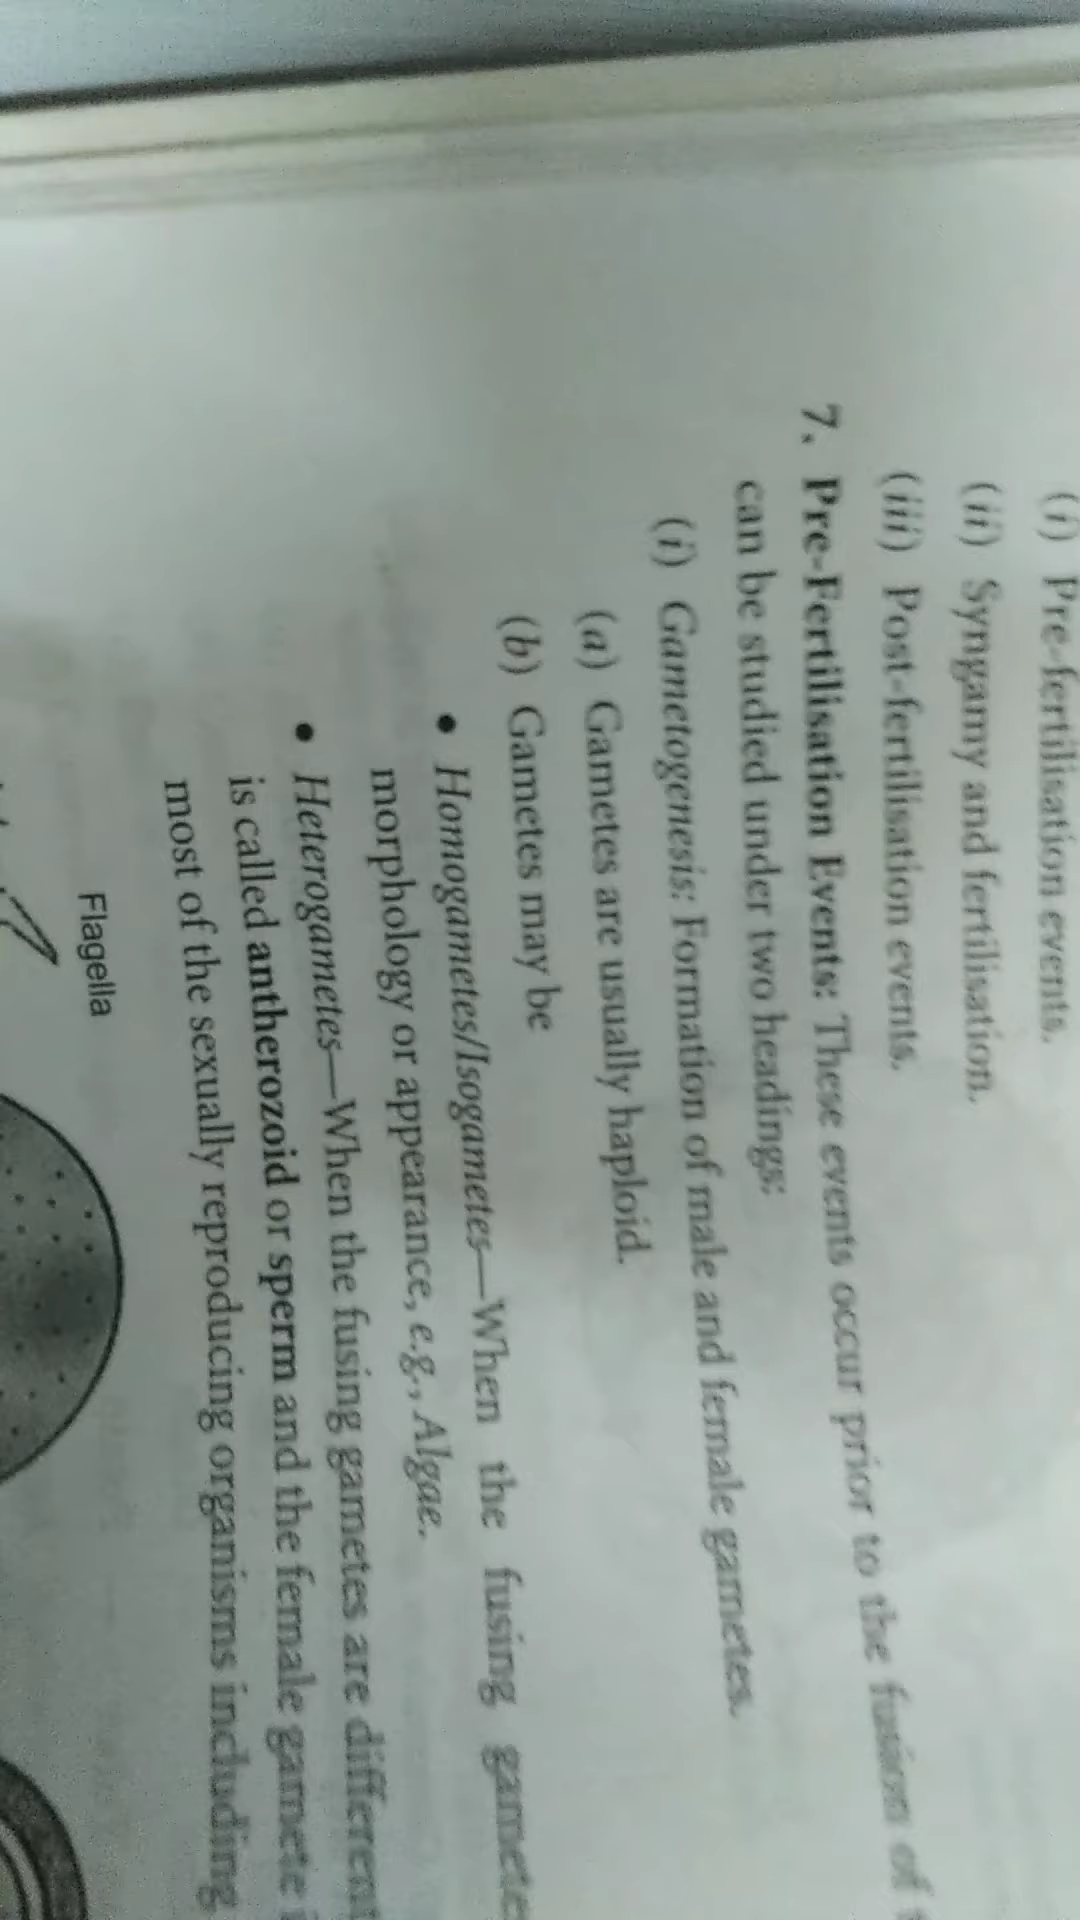 (i) Pre-fertilisation events.
(ii) Syngamy and fertilisation.
(iii) Post-fertilisation events.
7. Pre-Fertilisation Events: These events occur prior to the fusion of
can be studied under two headings:
(i) Gametogenesis: Formation of male and female gametes.
(a) Gametes are usually haploid.
(b) Gametes may be
• Homogametes/Isogametes—When the fusing gamete
morphology or appearance, e.g., Algae.
• Heterogametes—When the fusing gametes are different
is called antherozoid or sperm and the female gamete
most of the sexually reproducing organisms including
Flagella